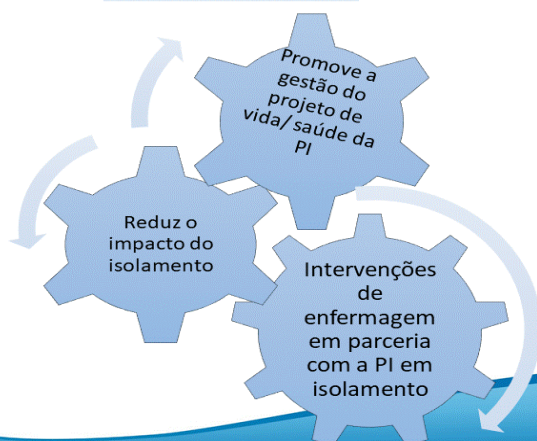 Promove a
gestão do
projeto de
vida/saúde da
PI
Reduz o
impacto do
isolamento
Intervenções
de
enfermagem
em parceria
com a PI em
isolamento